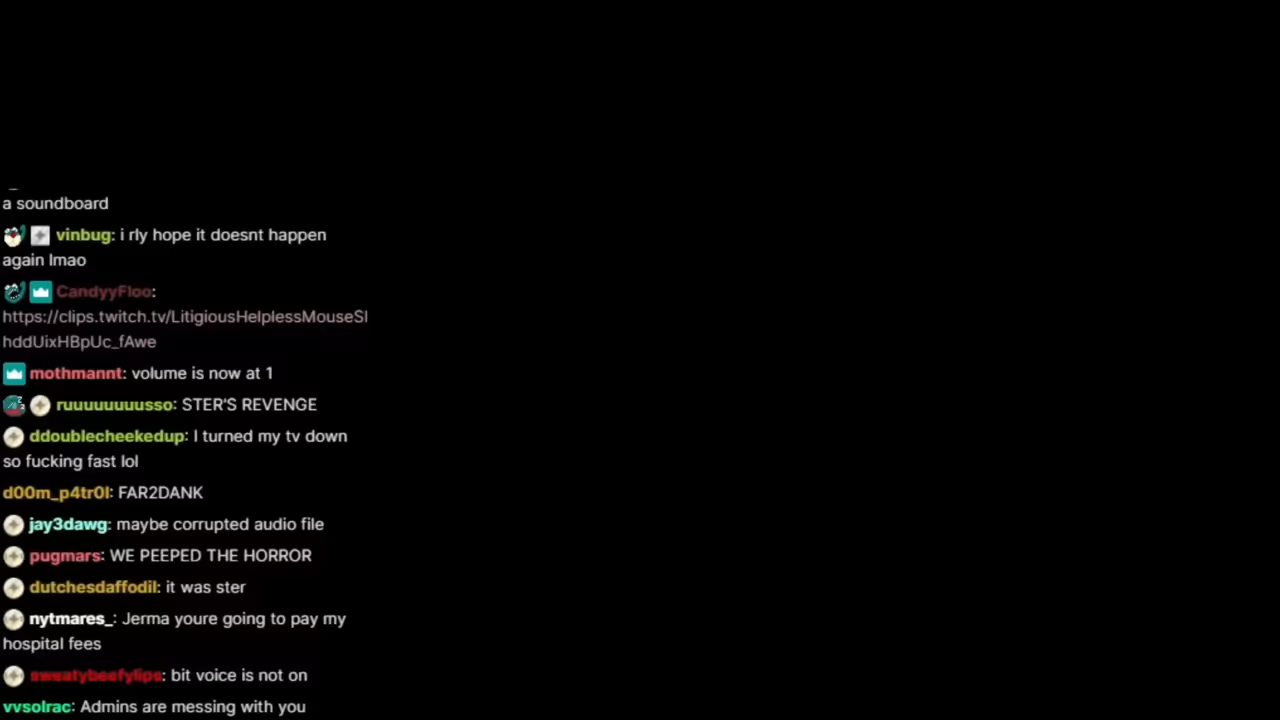 a soundboard
vinbug: i rly hope it doesnt happen
again lmao
CandyyFloo:
https://clips.twitch.tv/LitigiousHelplessMouseSl
hddUixHBpUc_fAwe
mothmannt: volume is now at 1
ruuuuuuuusso: STER'S REVENGE
ddoublecheekedup: I turned my tv down
so fucking fast lol
d00m_p4tr0l: FAR2DANK
jay3dawg: maybe corrupted audio file
pugmars: WE PEEPED THE HORROR
dutchesdaffodil: it was ster
nytmares_: Jerma youre going to pay my
hospital fees
sweatybeefylips: bit voice is not on
vvsolrac: Admins are messing with you